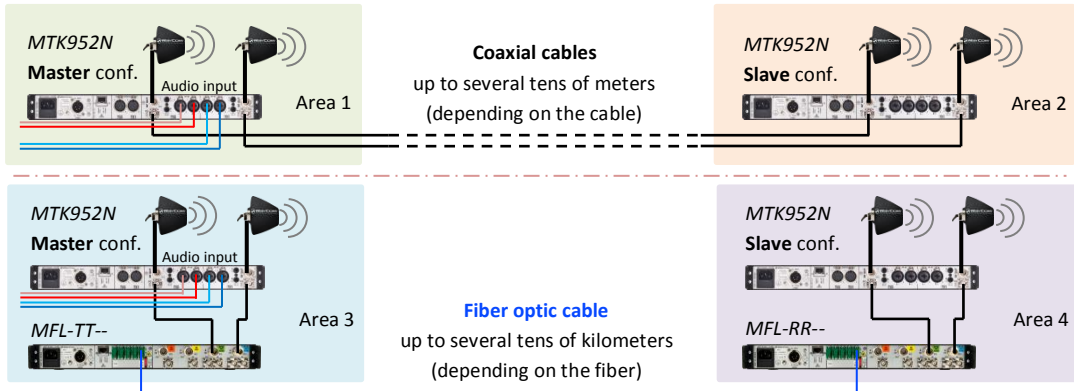 MTK952N
Master conf.
Audio input
Area 1
Coaxial cables
up to several tens of meters
(depending on the cable)
MTK952N
Slave conf.
Area 2
MTK952N
Master conf.
Audio input
Area 3
MFL-TT--
Fiber optic cable
up to several tens of kilometers
(depending on the fiber)
MTK952N
Slave conf.
Area 4
MFL-RR--